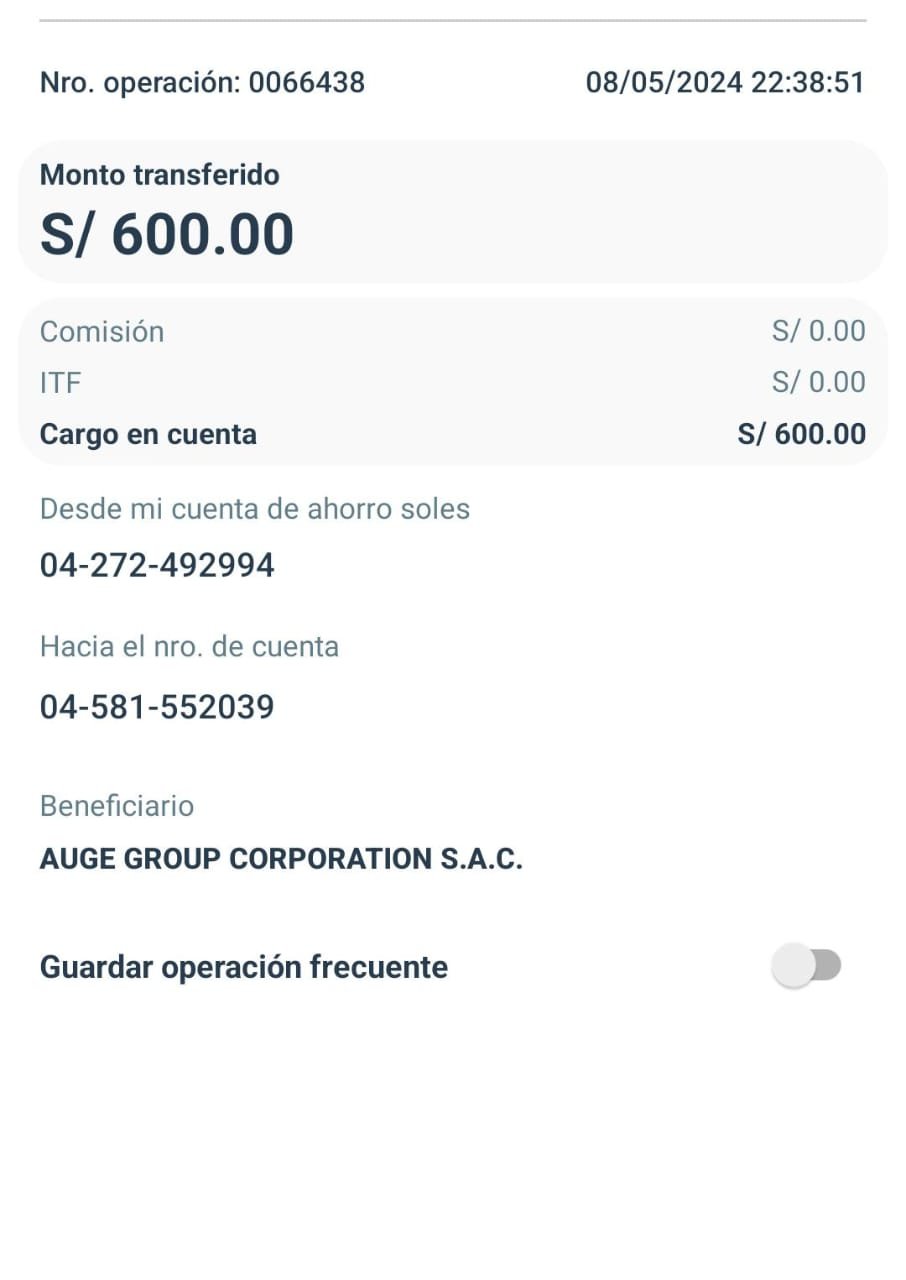 Nro. operación: 0066438 08/05/2024 22:38:51
Monto transferido
S/ 600.00
Comisión S/ 0.00
ITF S/ 0.00
Cargo en cuenta S/ 600.00
Desde mi cuenta de ahorro soles
04-272-492994
Hacia el nro. de cuenta
04-581-552039
Beneficiario
AUGE GROUP CORPORATION S.A.C.
Guardar operación frecuente